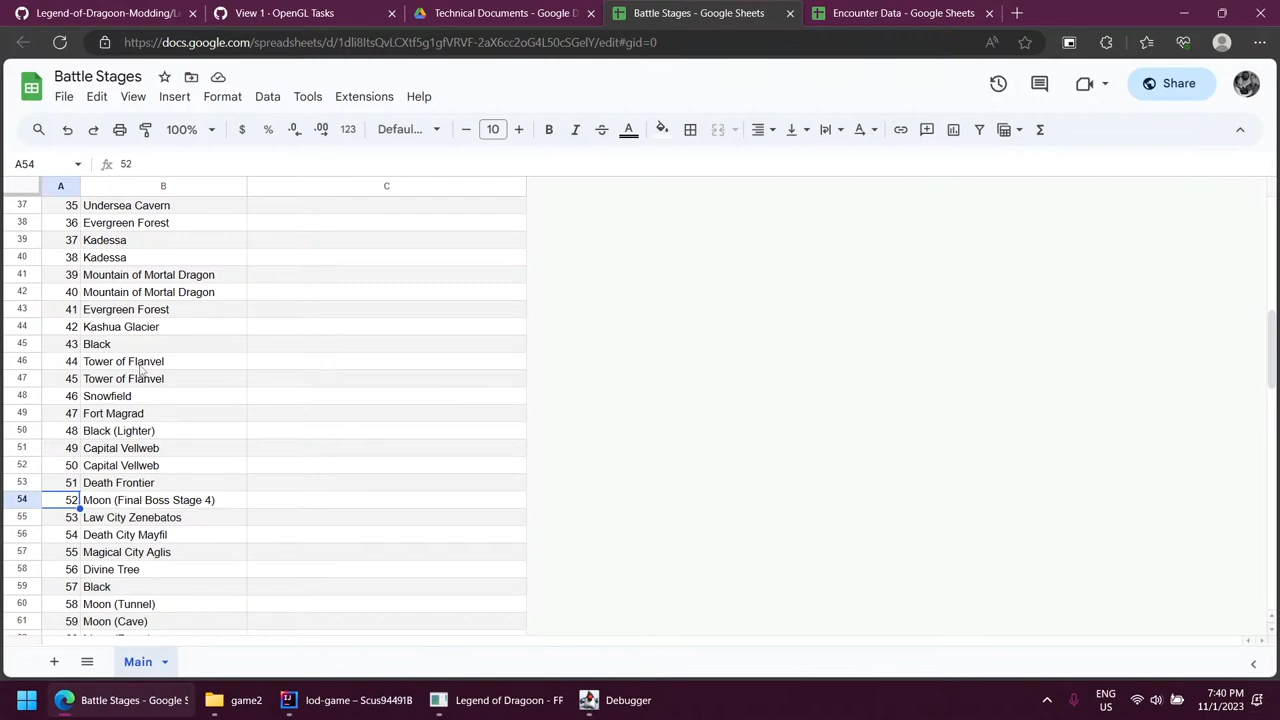 Legend-of-Dragoon-Modding/Le
View 1 · OpenGL Tasks
Technical Documents - Google D
Battle Stages - Google Sheets
Encounter Data - Google Sheets
https://docs.google.com/spreadsheets/d/1dli8ItsQvLCXtf5g1gfVRVF-2aX6cc2oG4L50cSGelY/edit#gid=0
Battle Stages
File Edit View Insert Format Data Tools Extensions Help
Share
100% $ % .0 .00 123 Defaul... 10 B I A
A54 fx 52
A B C
37 35 Undersea Cavern
38 36 Evergreen Forest
39 37 Kadessa
40 38 Kadessa
41 39 Mountain of Mortal Dragon
42 40 Mountain of Mortal Dragon
43 41 Evergreen Forest
44 42 Kashua Glacier
45 43 Black
46 44 Tower of Flanvel
47 45 Tower of Flanvel
48 46 Snowfield
49 47 Fort Magrad
50 48 Black (Lighter)
51 49 Capital Vellweb
52 50 Capital Vellweb
53 51 Death Frontier
54 52 Moon (Final Boss Stage 4)
55 53 Law City Zenebatos
56 54 Death City Mayfil
57 55 Magical City Aglis
58 56 Divine Tree
59 57 Black
60 58 Moon (Tunnel)
61 59 Moon (Cave)
Main
Battle Stages - Google S
game2
lod-game – Scus94491B
Legend of Dragoon - FF
Debugger
ENG
US
7:40 PM
11/1/2023